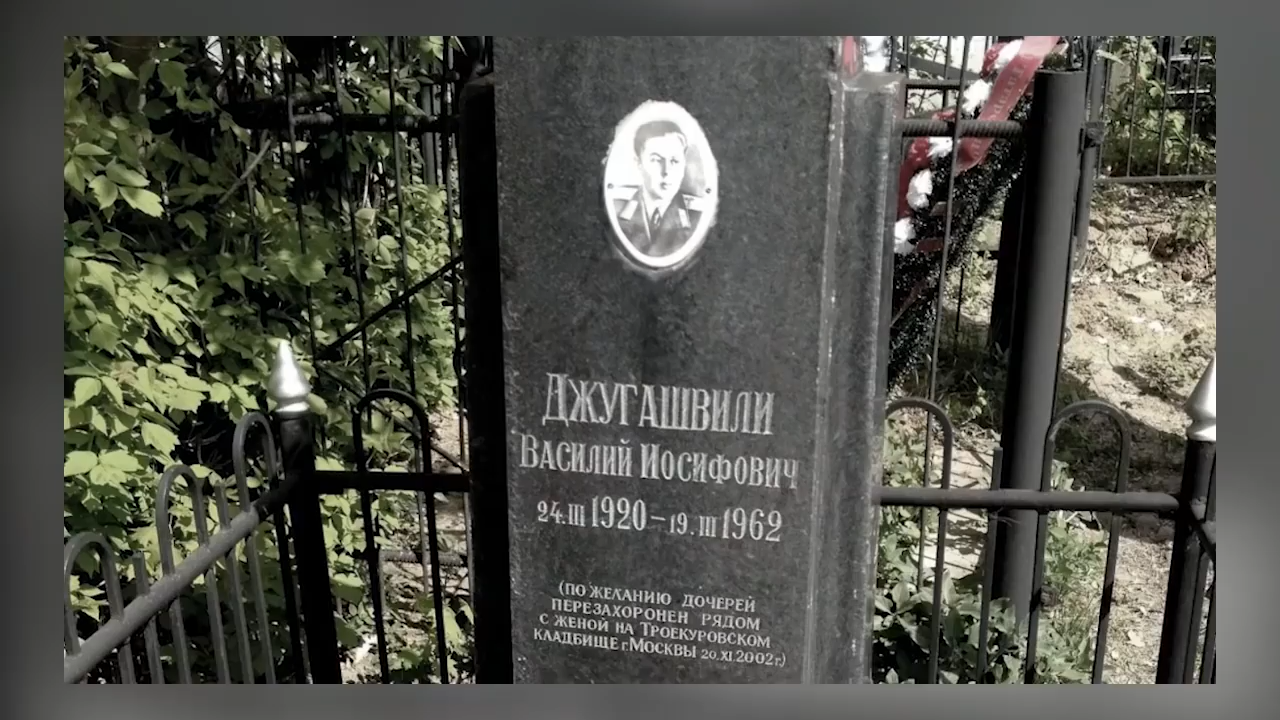 Джугашвили
Василий Иосифович
24.III 1920 – 19.III 1962
(ПО ЖЕЛАНИЮ ДОЧЕРЕЙ
ПЕРЕЗАХОРОНЕН РЯДОМ
С ЖЕНОЙ НА ТРОЕКУРОВСКОМ
КЛАДБИЩЕ г. МОСКВЫ 20.XI.2002г.)